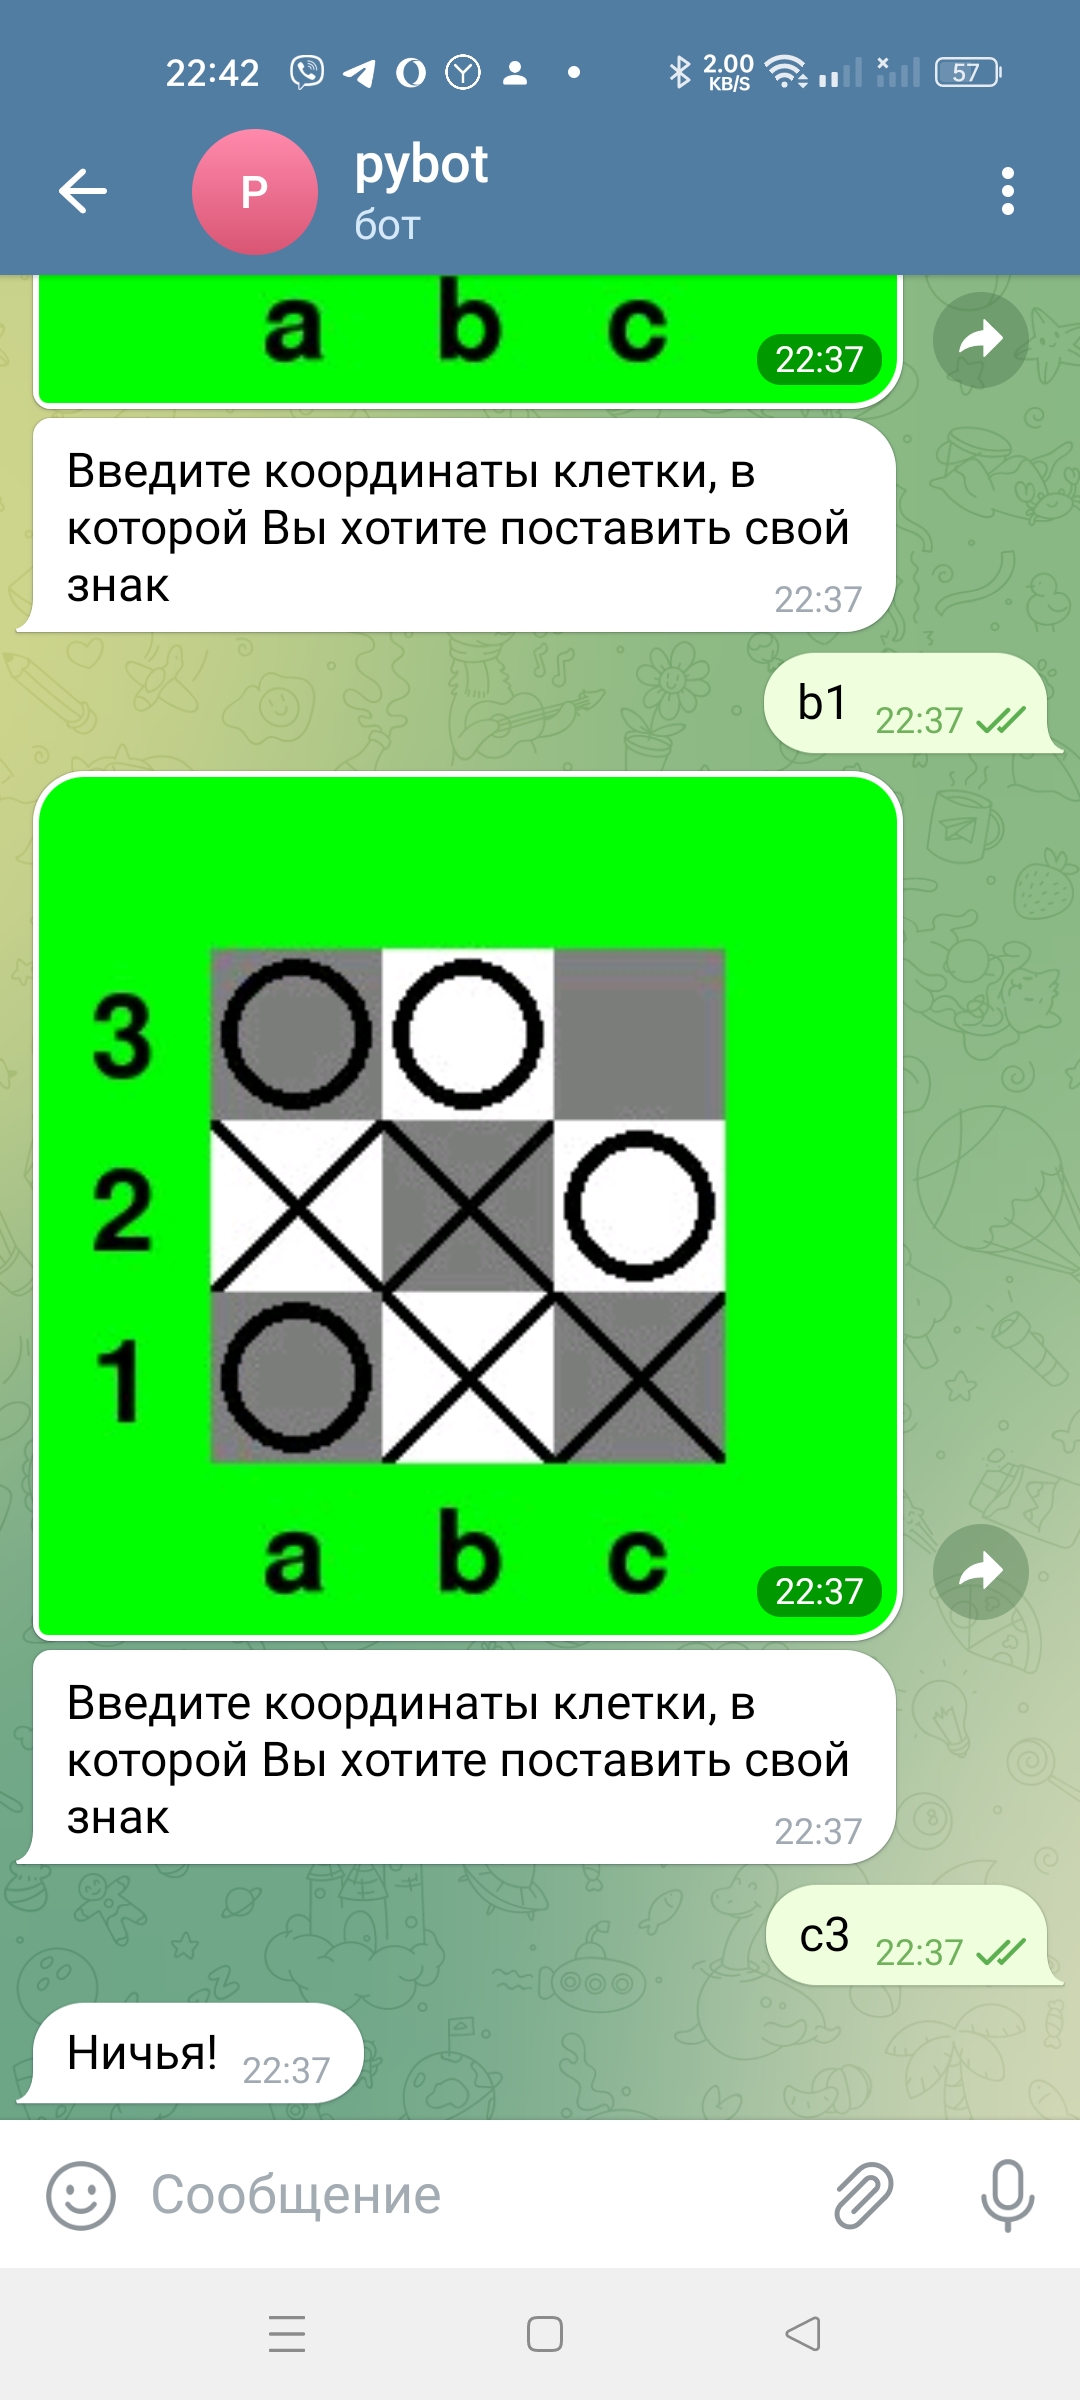 22:42 2.00 57
KB/S
P pybot
бот
a b c
22:37
Введите координаты клетки, в
которой Вы хотите поставить свой
знак
22:37
b1 22:37
3
2
1
a b c
22:37
Введите координаты клетки, в
которой Вы хотите поставить свой
знак
22:37
c3 22:37
Ничья! 22:37
Сообщение